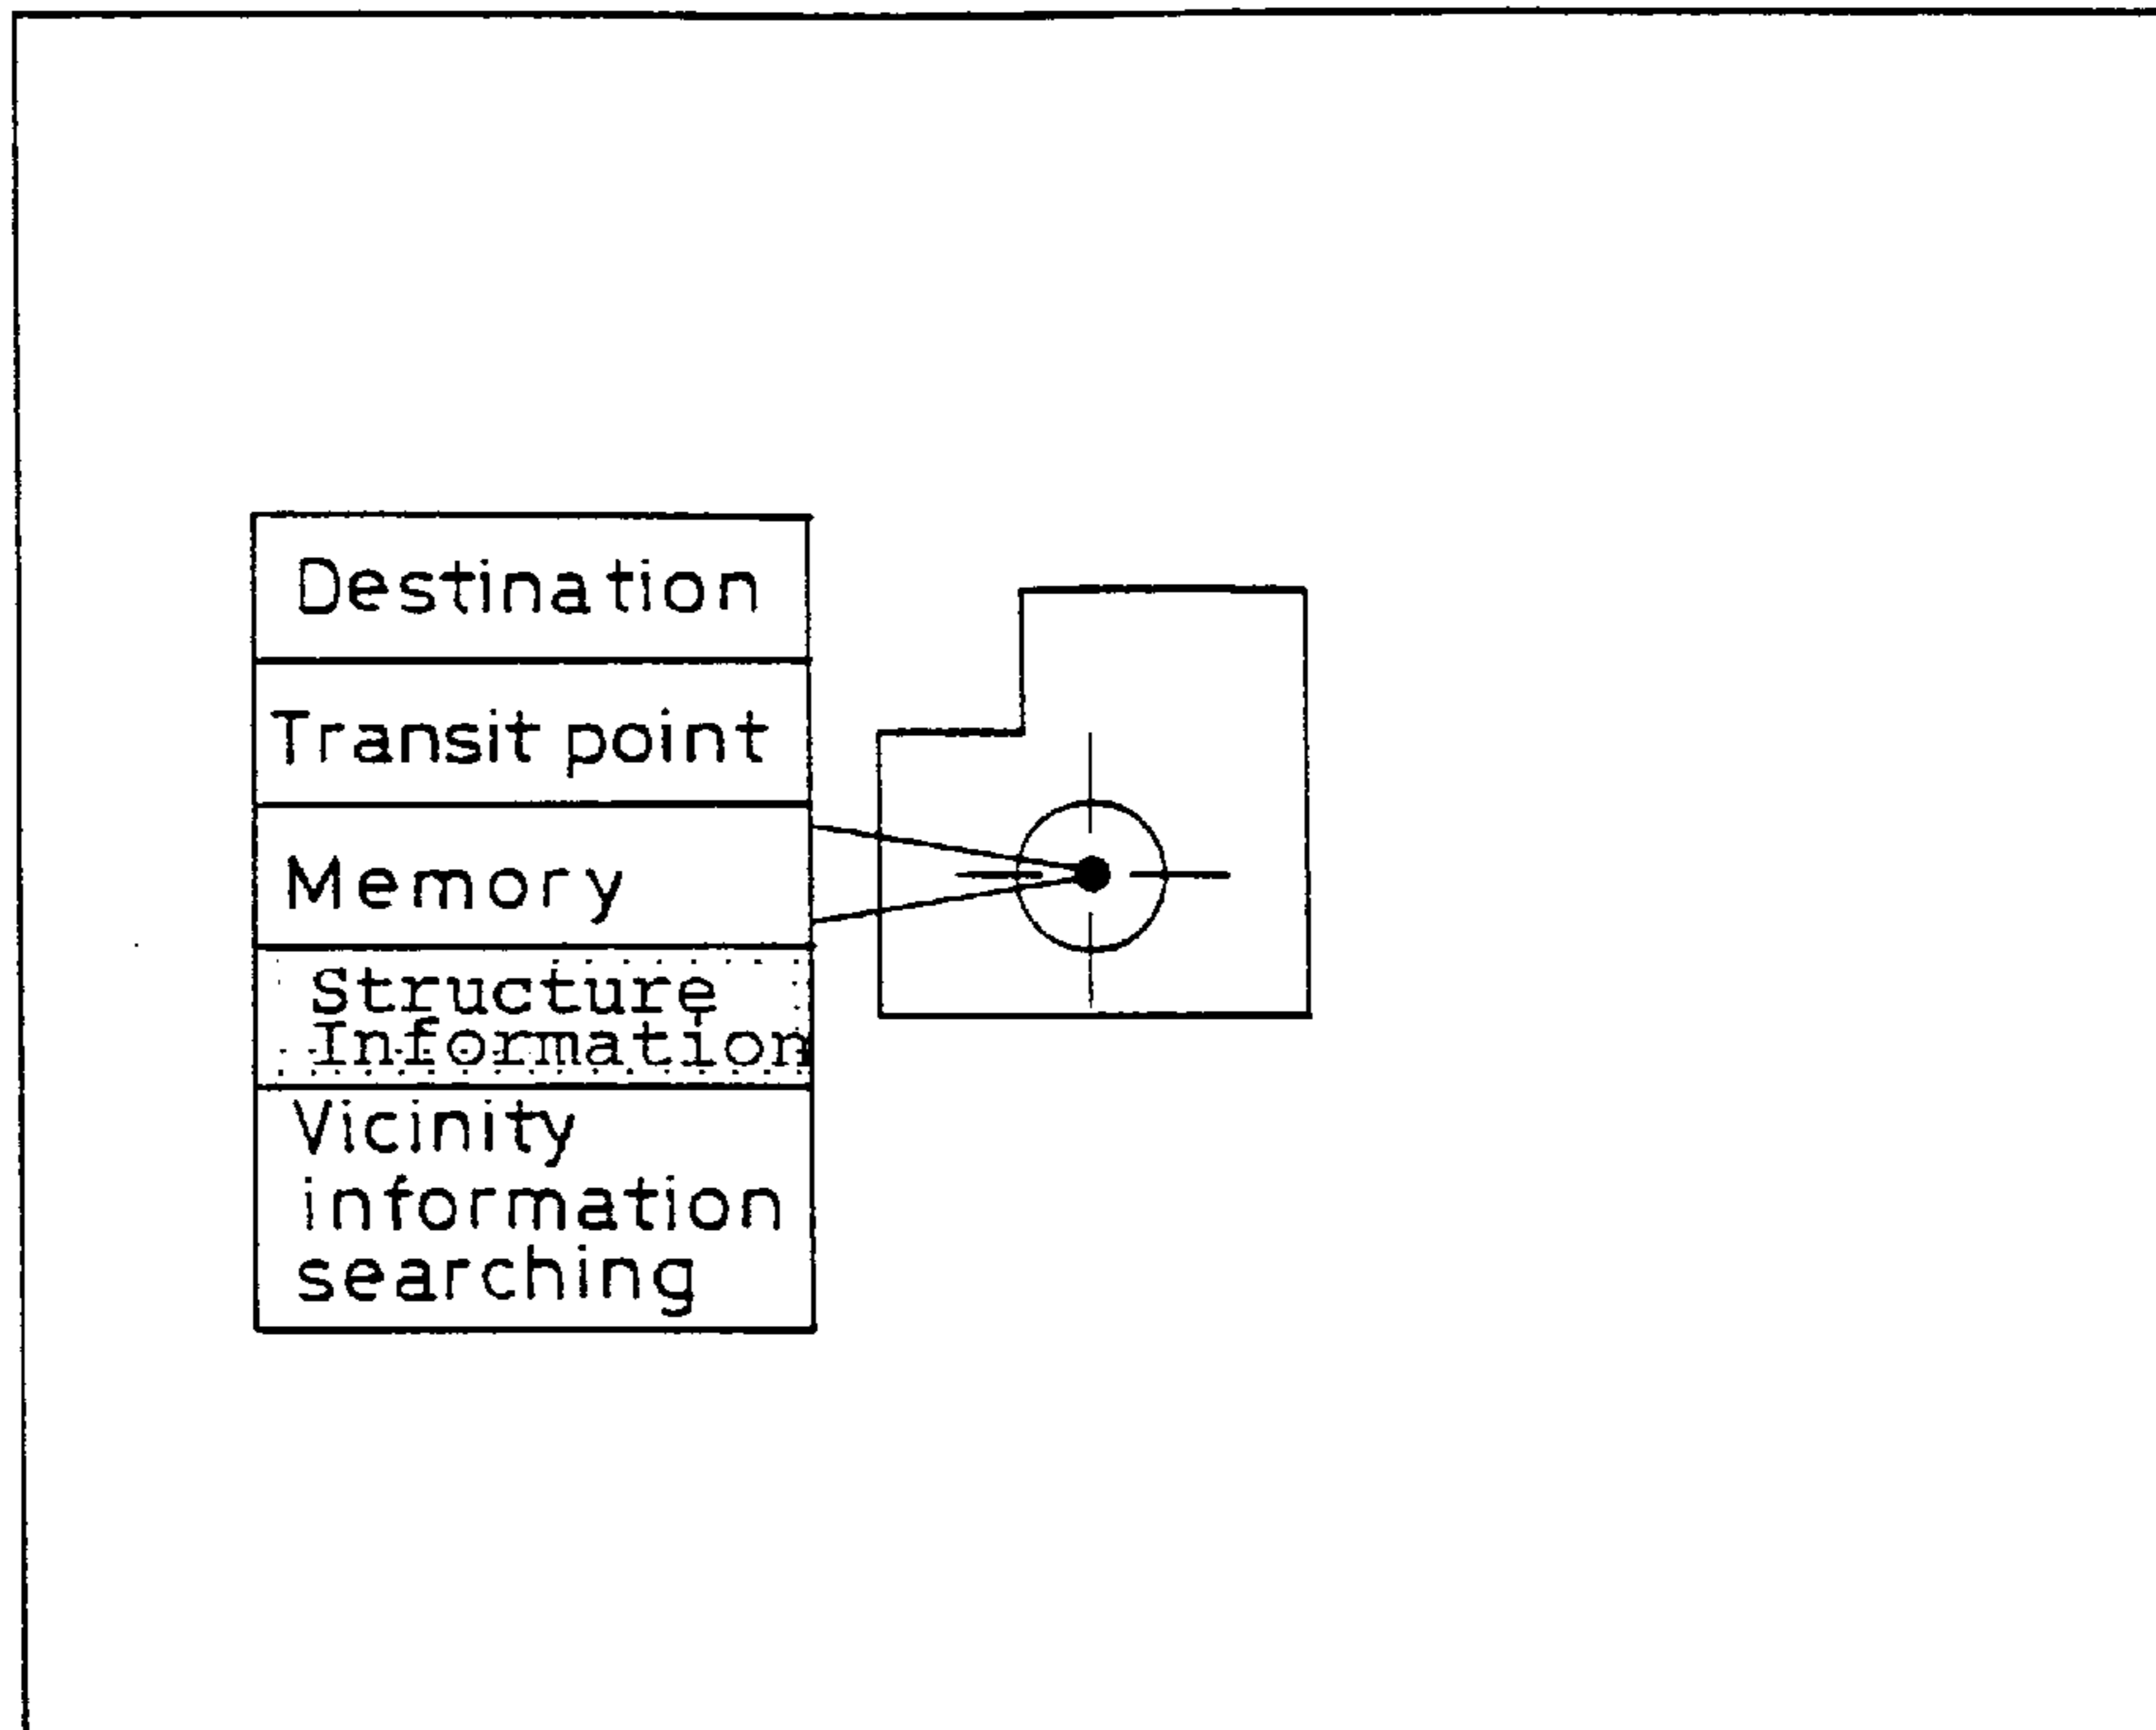 Destination
Transit point
Memory
Structure
Information
Vicinity
information
searching